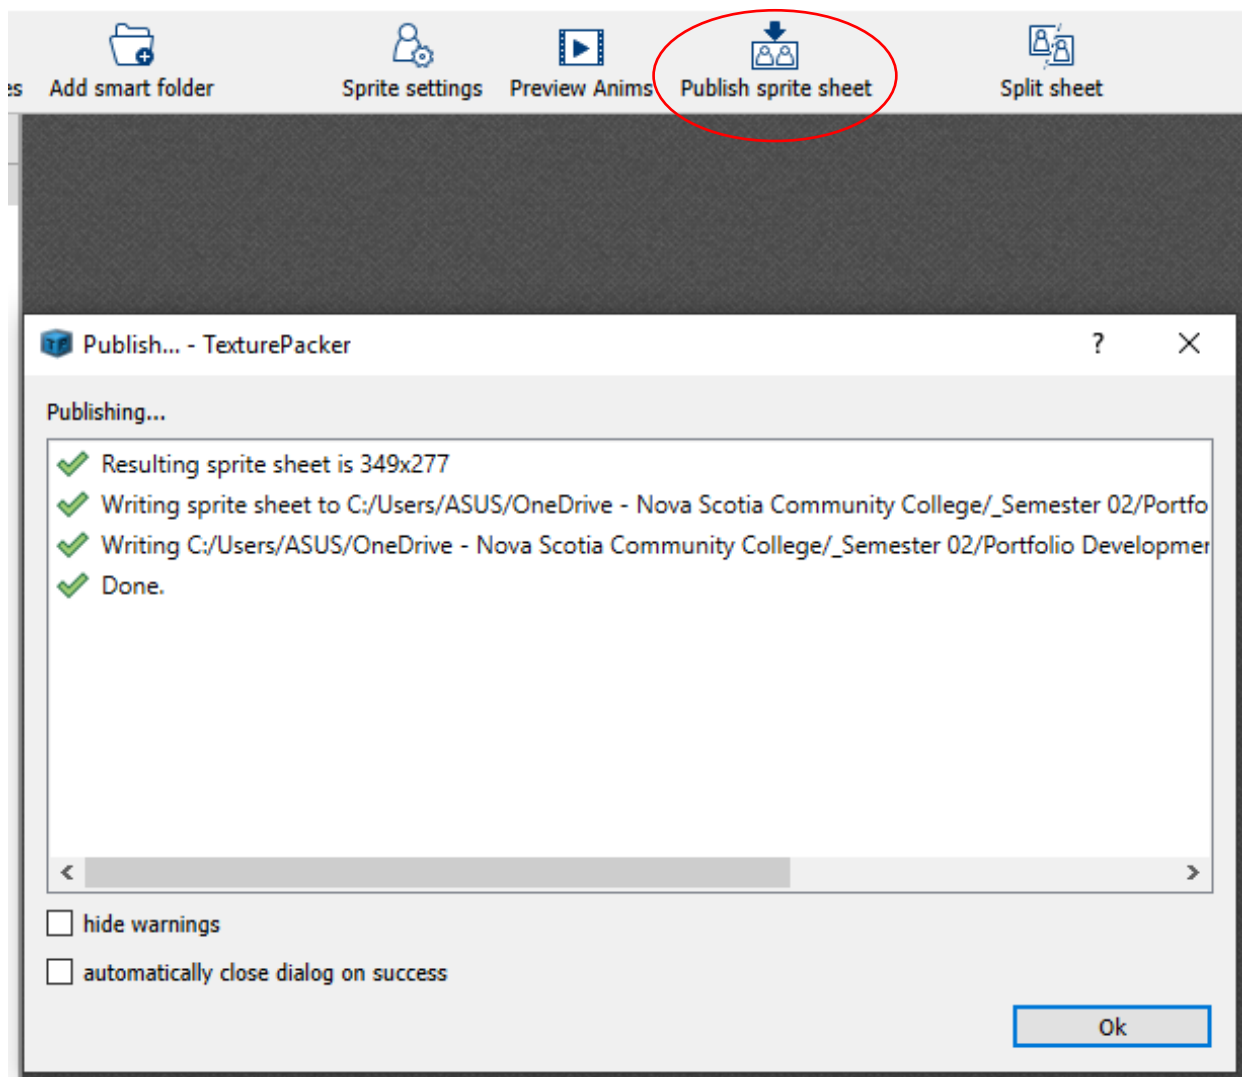 es Add smart folder Sprite settings Preview Anims Publish sprite sheet Split sheet
Publish... - TexturePacker ?
Publishing...
Resulting sprite sheet is 349x277
Writing sprite sheet to C:/Users/ASUS/OneDrive - Nova Scotia Community College/_Semester 02/Portfo
Writing C:/Users/ASUS/OneDrive - Nova Scotia Community College/_Semester 02/Portfolio Developmer
Done.
hide warnings
automatically close dialog on success
Ok